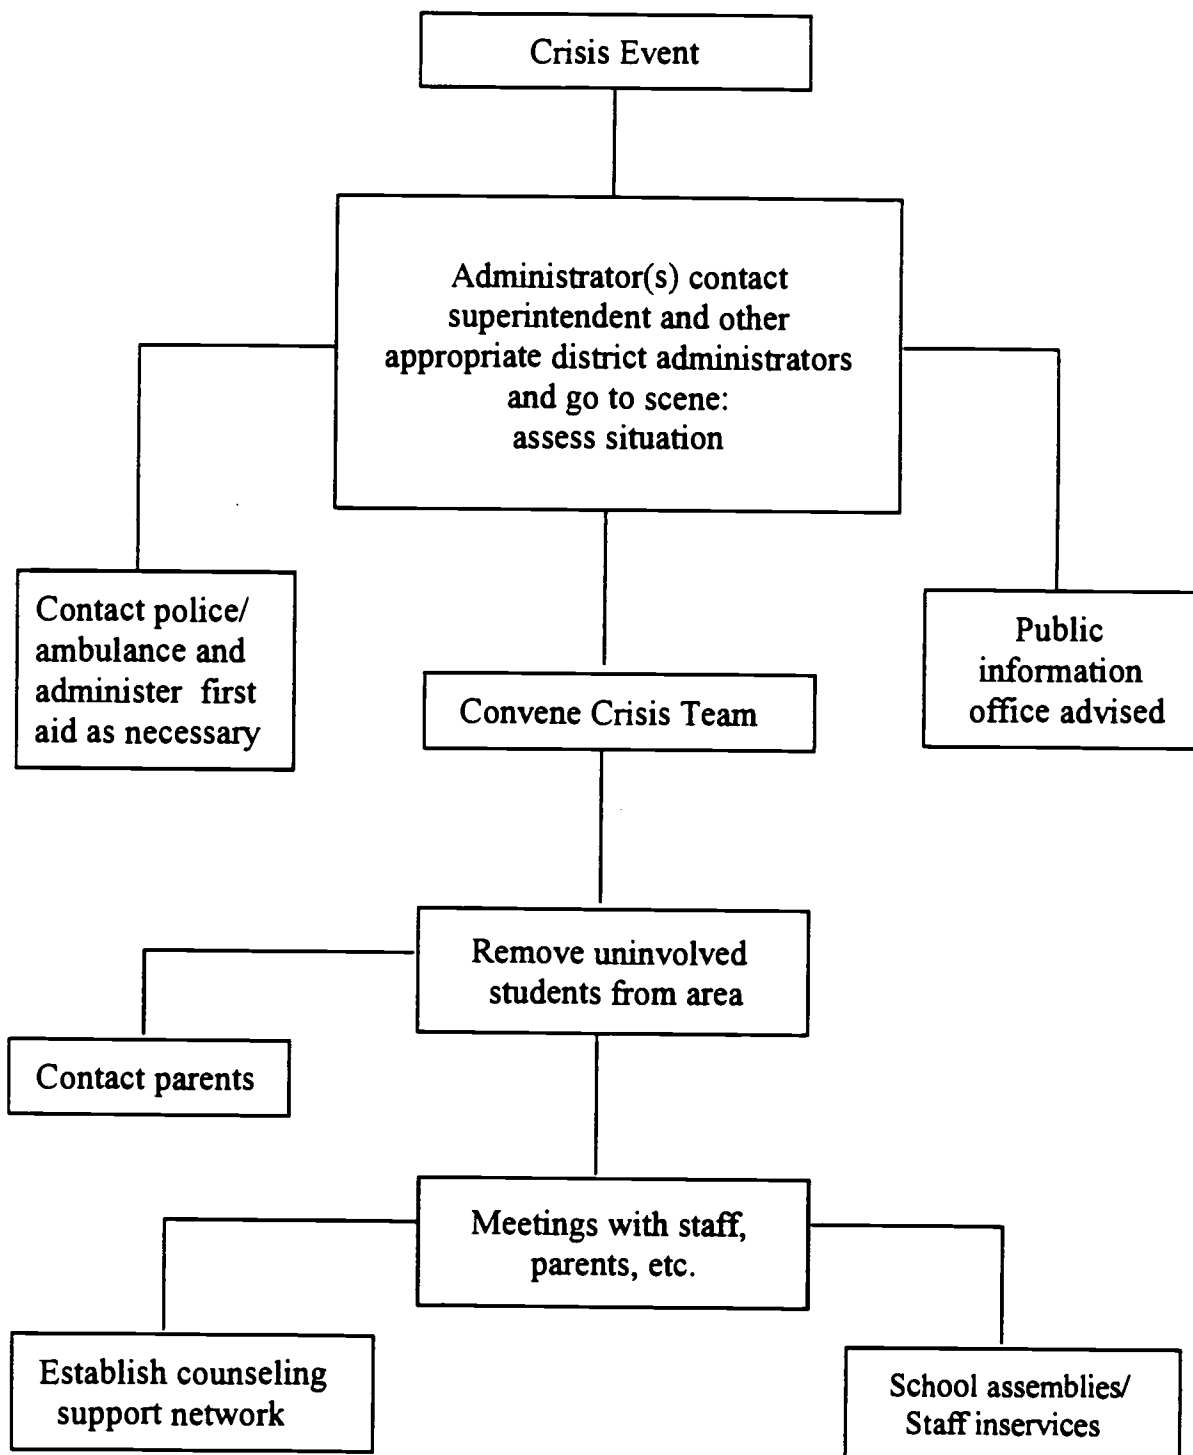 Crisis Event
Administrator(s) contact
superintendent and other
appropriate district administrators
and go to scene:
assess situation
Contact police/
ambulance and
administer first
aid as necessary
Public
information
office advised
Convene Crisis Team
Remove uninvolved
students from area
Contact parents
Meetings with staff,
parents, etc.
Establish counseling
support network
School assemblies/
Staff inservices